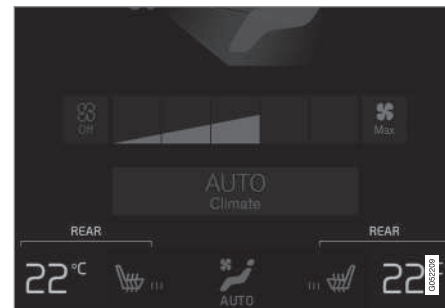 Off Max
AUTO
Climate
REAR REAR
22°C 22°
AUTO
G052209